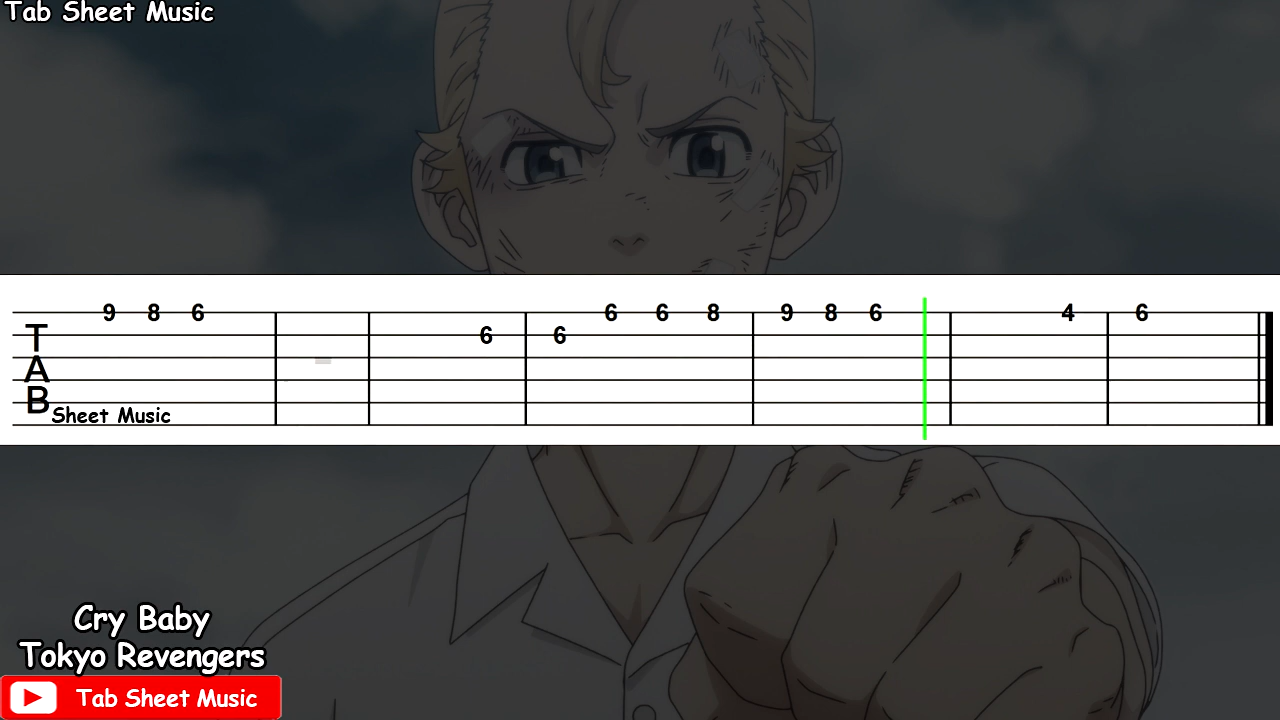 Tab Sheet Music
9 8 6 6 6 6 6 8 9 8 6 4 6
T
A
B
Sheet Music
Cry Baby
Tokyo Revengers
Tab Sheet Music